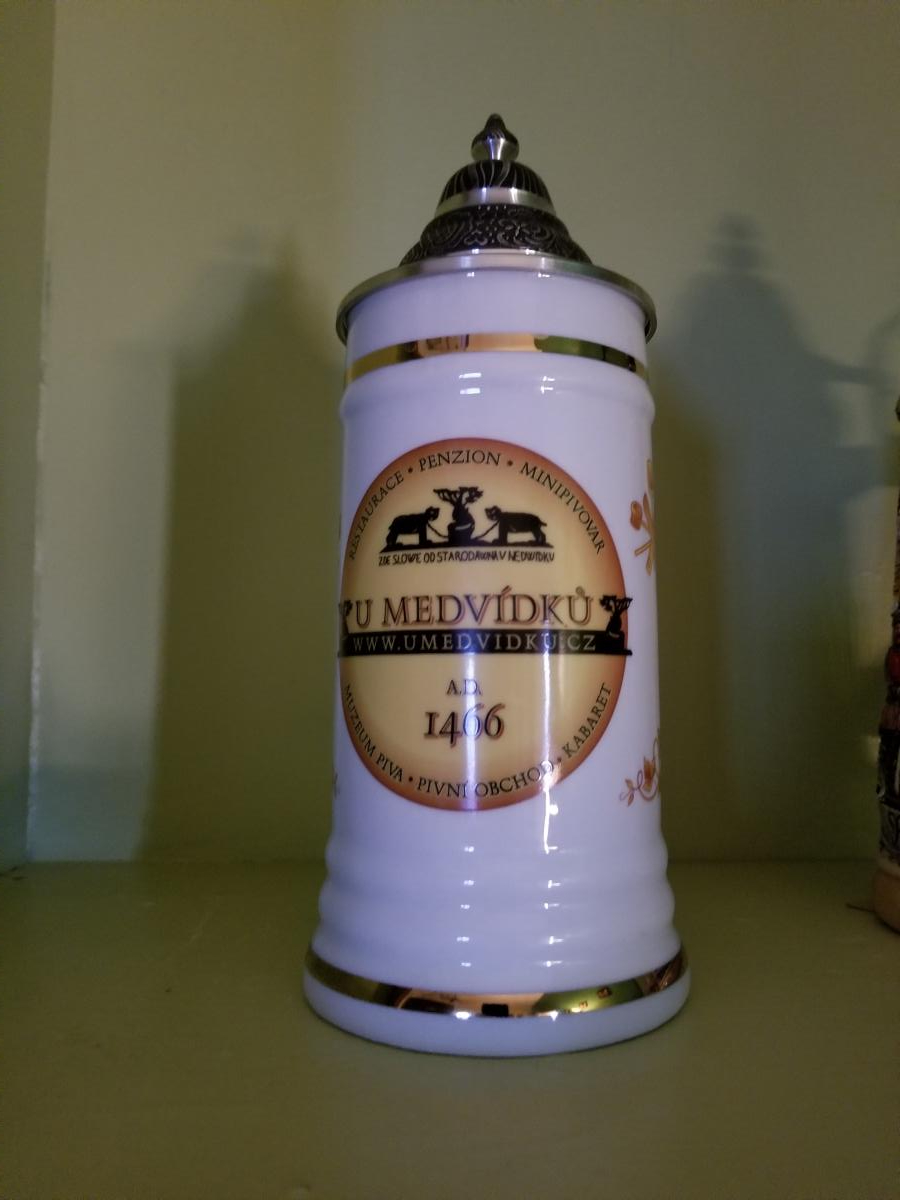 RESTAURACE • PENZION • MINIPIVOVAR
ZDE SLOWE OD STARODAWNA V NEDWIDKU
U MEDVÍDKŮ
WWW.UMEDVIDKU.CZ
A.D.
1466
MUZEUM PIVA • PIVNÍ OBCHOD • KABARET